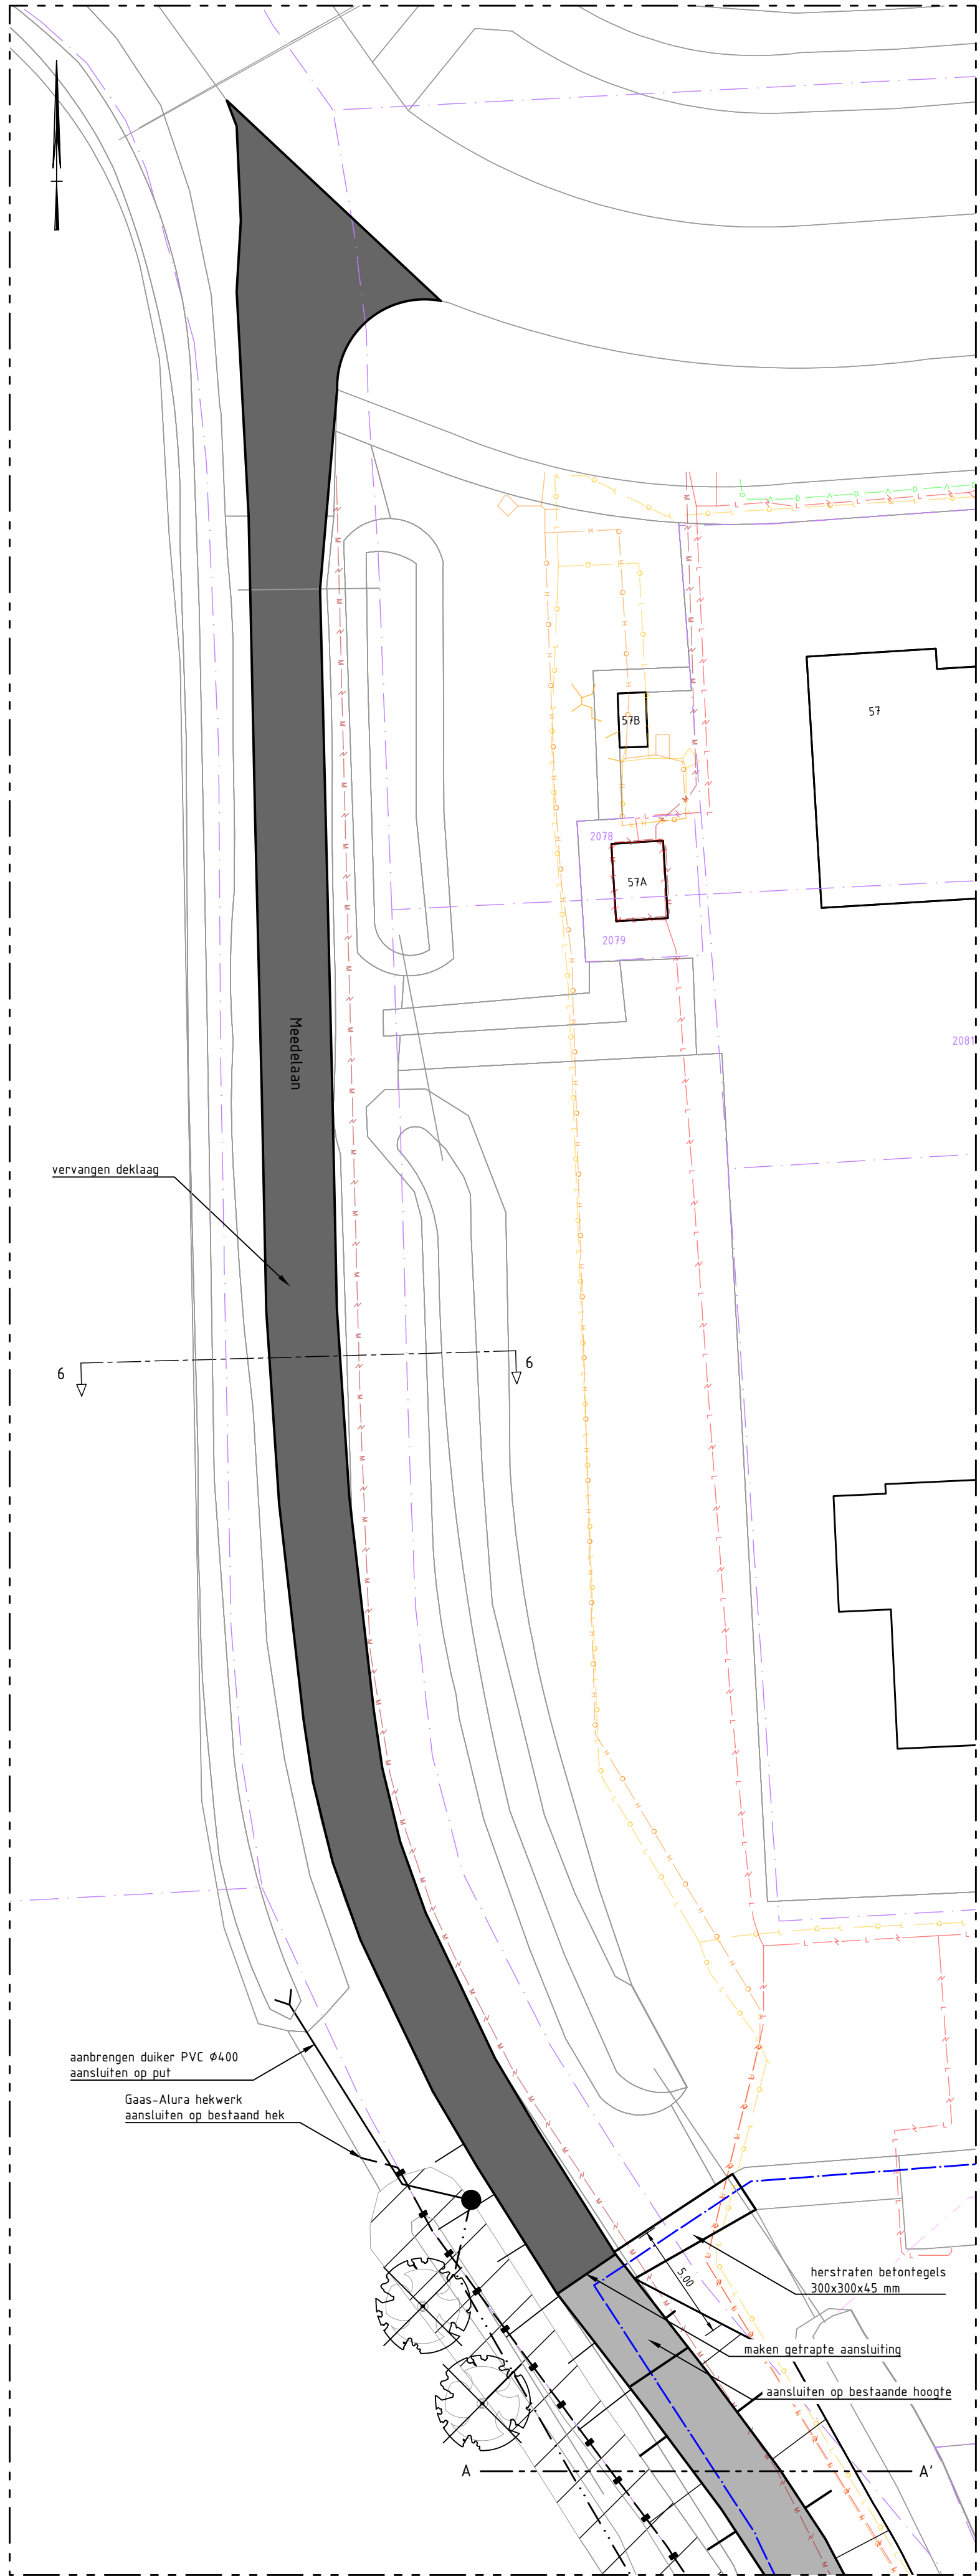 57
57B
2078
57A
2079
2081
Meedelaan
vervangen deklaag
6
6
aanbrengen duiker PVC Ø400
aansluiten op put
Gaas-Alura hekwerk
aansluiten op bestaand hek
herstraten betontegels
300x300x45 mm
5.00
maken getrapte aansluiting
aansluiten op bestaande hoogte
A
A'